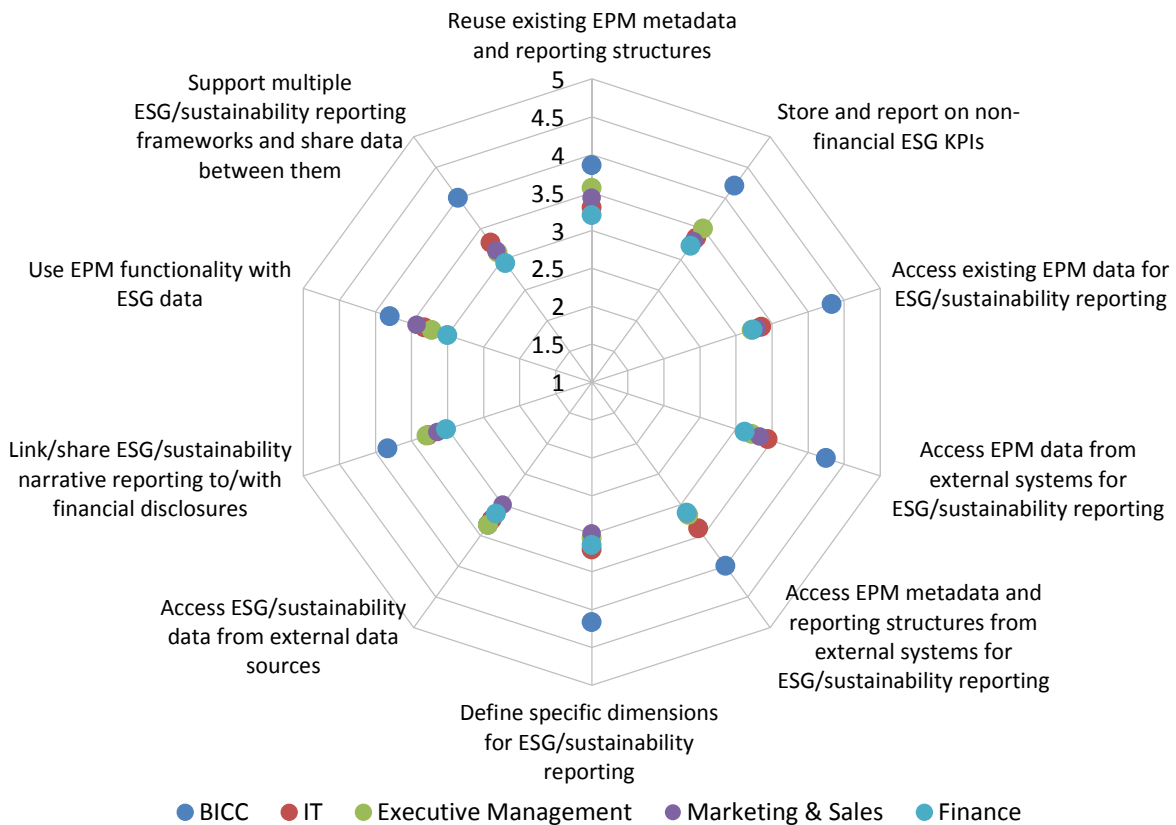 Reuse existing EPM metadata
and reporting structures
Support multiple
ESG/sustainability reporting
frameworks and share data
between them
Store and report on non-
financial ESG KPIs
5
4.5
4
3.5
3
2.5
2
1.5
1
Use EPM functionality with
ESG data
Access existing EPM data for
ESG/sustainability reporting
Link/share ESG/sustainability
narrative reporting to/with
financial disclosures
Access EPM data from
external systems for
ESG/sustainability reporting
Access ESG/sustainability
data from external data
sources
Access EPM metadata and
reporting structures from
external systems for
ESG/sustainability reporting
Define specific dimensions
for ESG/sustainability
reporting
BICC IT Executive Management Marketing & Sales Finance